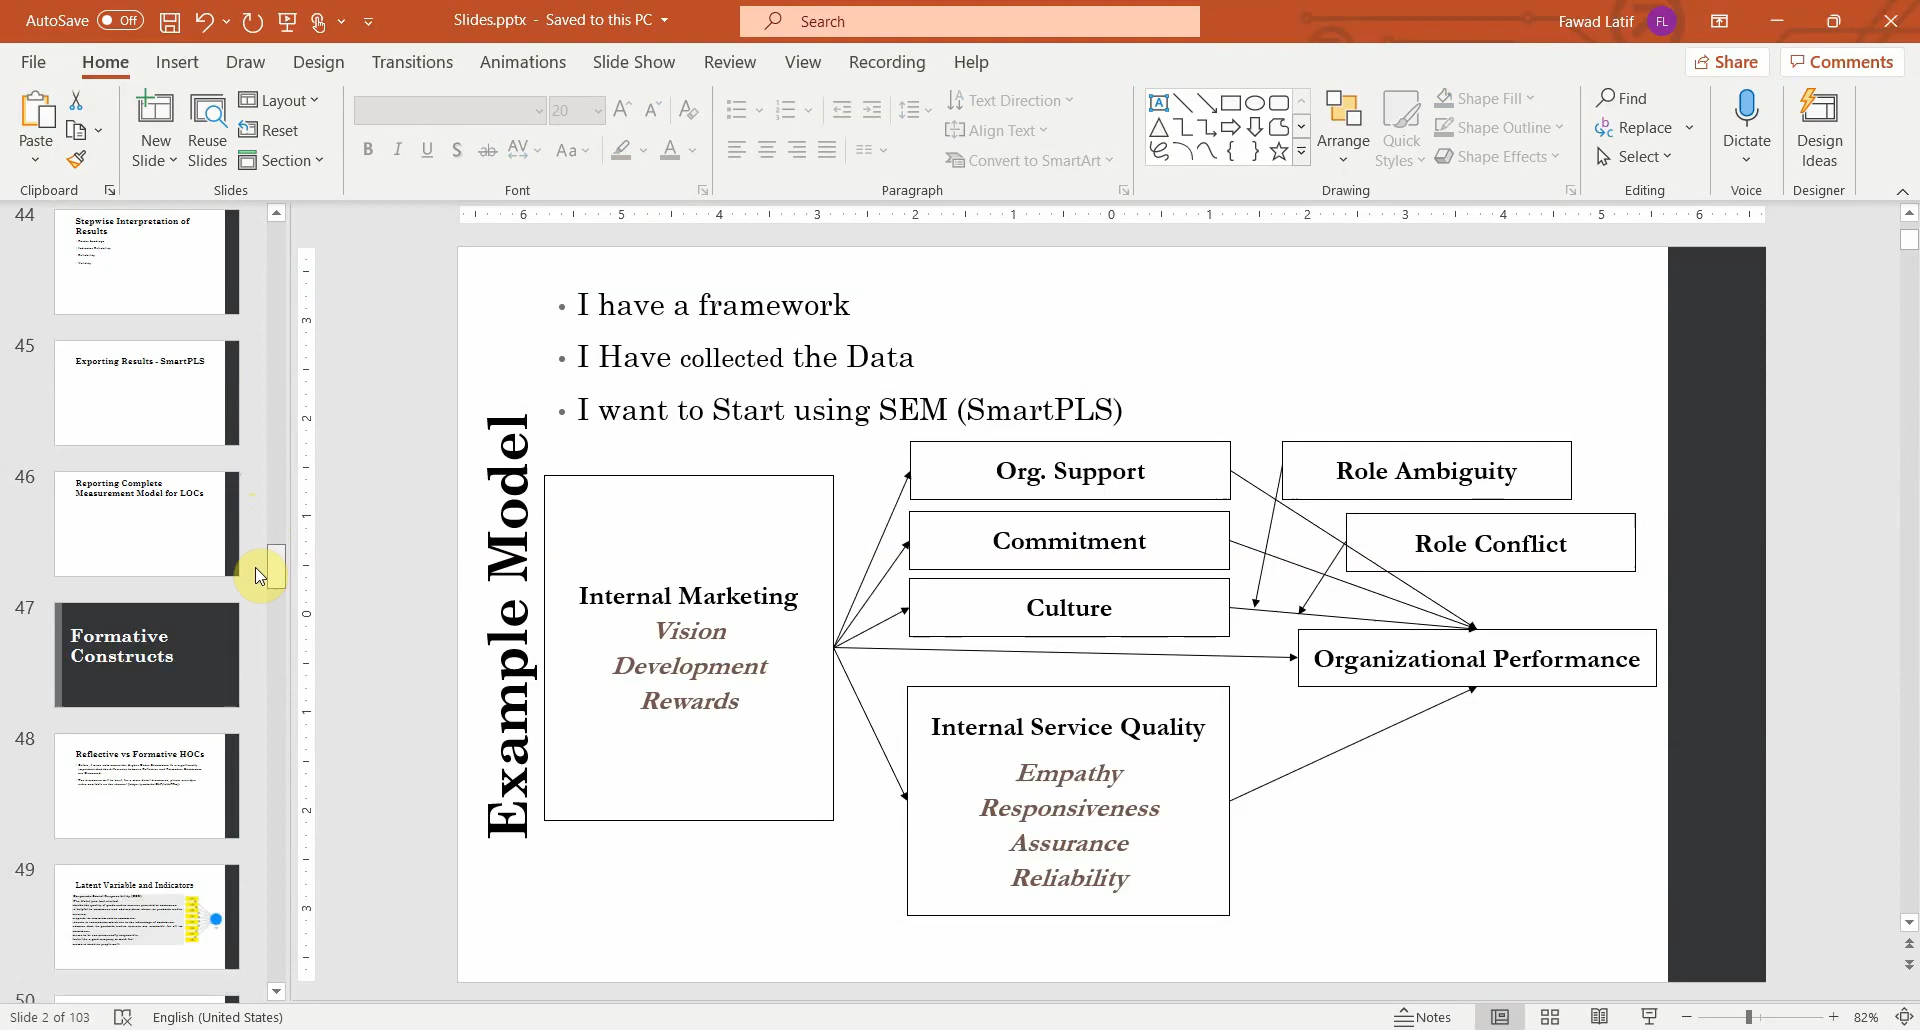 AutoSave Off
Slides.pptx - Saved to this PC
Search
Fawad Latif FL
File Home Insert Draw Design Transitions Animations Slide Show Review View Recording Help
Share Comments
Paste
New Slide
Reuse Slides
Layout
Reset
Section
20
Text Direction
Align Text
Convert to SmartArt
Arrange
Quick Styles
Shape Fill
Shape Outline
Shape Effects
Find
Replace
Select
Dictate
Design Ideas
Clipboard Slides Font Paragraph Drawing Editing Voice Designer
44
Stepwise Interpretation of
Results
45
Exporting Results - SmartPLS
46
Reporting Complete
Measurement Model for LOCs
47
Formative
Constructs
48
Reflective vs Formative HOCs
49
Latent Variable and Indicators
50
• I have a framework
• I Have collected the Data
• I want to Start using SEM (SmartPLS)
Example Model
Internal Marketing
Vision
Development
Rewards
Org. Support
Commitment
Culture
Internal Service Quality
Empathy
Responsiveness
Assurance
Reliability
Role Ambiguity
Role Conflict
Organizational Performance
Slide 2 of 103 English (United States)
Notes
82%